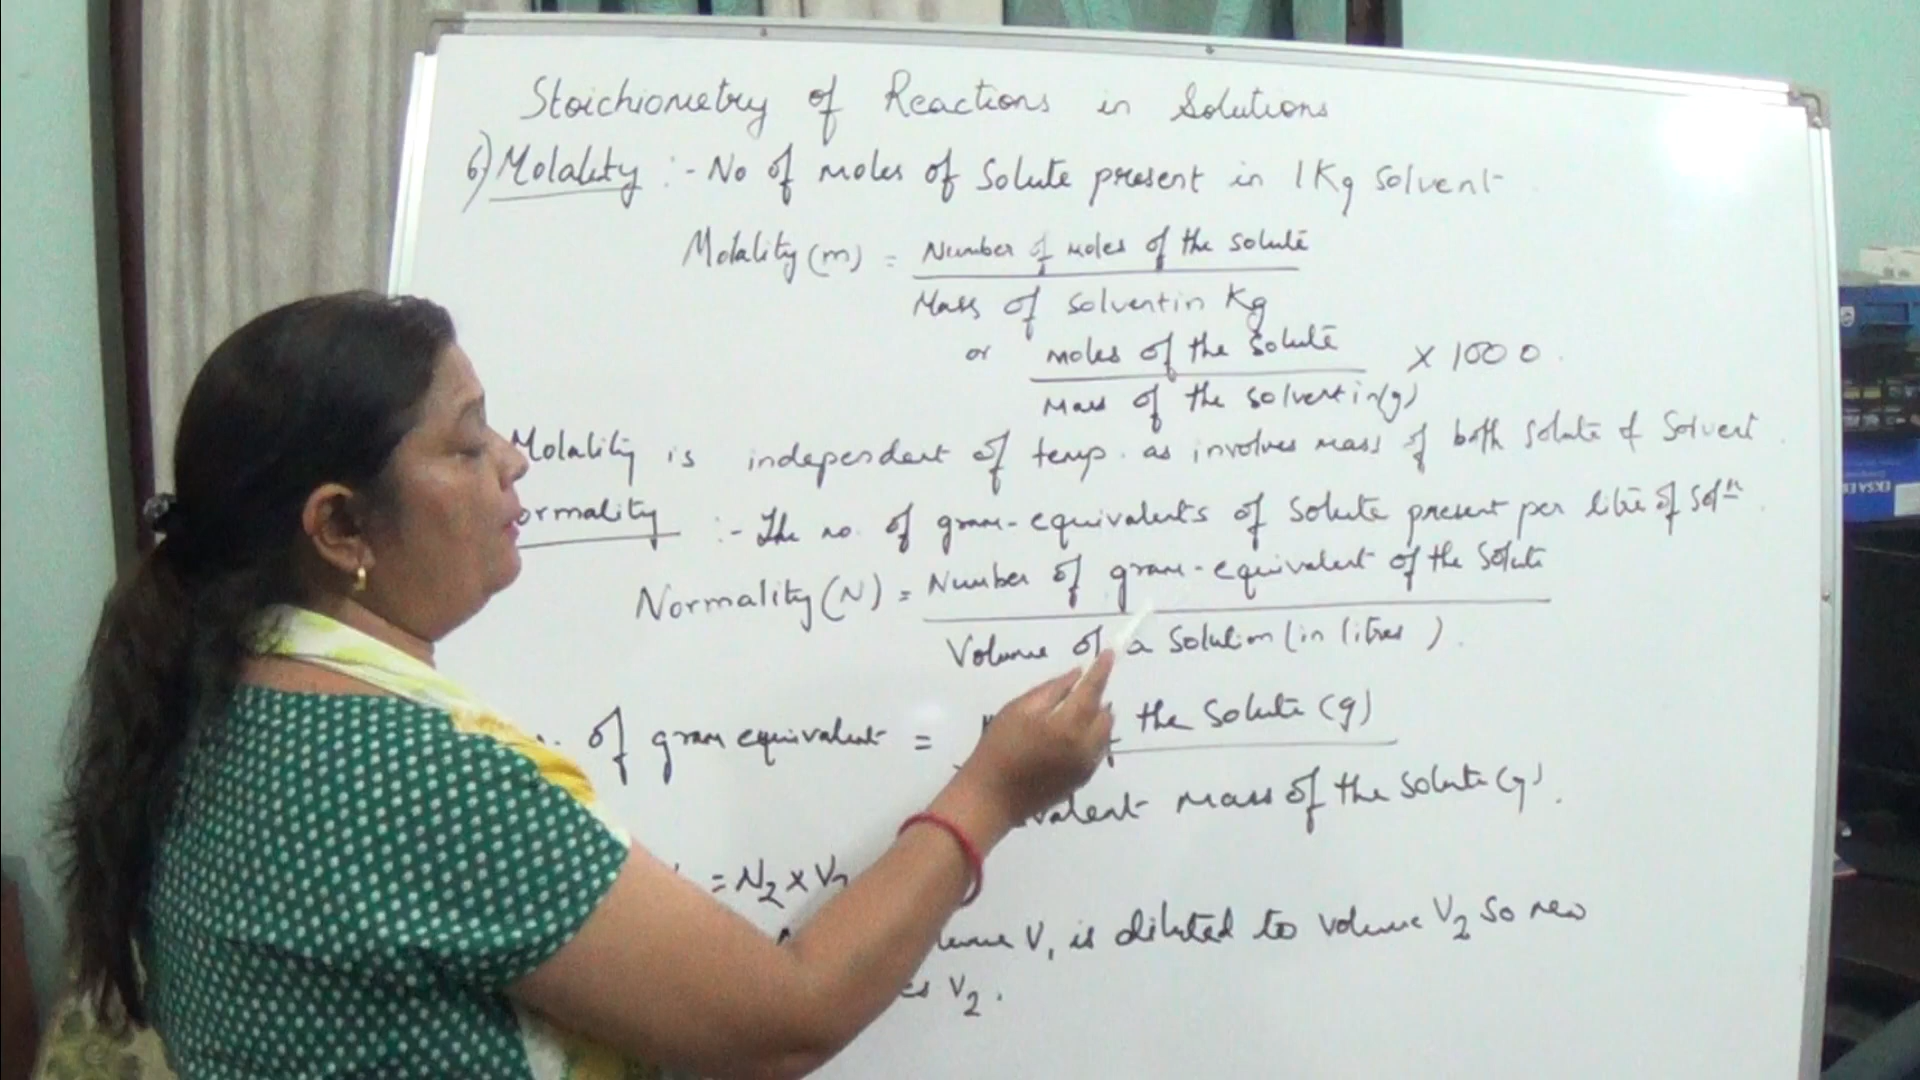 Stoichiometry of Reactions in Solutions
6) Molality :- No of moles of Solute present in 1Kg solvent
Molality (m) = Number of moles of the solute
Mass of solvent in Kg
or moles of the solute × 1000.
Mass of the solvent in (g)
Molality is independent of temp. as involves mass of both Solute & Solvent.
ormality :- The no. of gram-equivalents of Solute present per litre of Solⁿ
Normality (N) = Number of gram-equivalent of the Solute
Volume of a Solution (in litres).
of gram equivalent = the Solute (g)
valent Mass of the Solute (g).
= N₂ × V₂
lume V₁ is diluted to volume V₂ So new
es V₂.